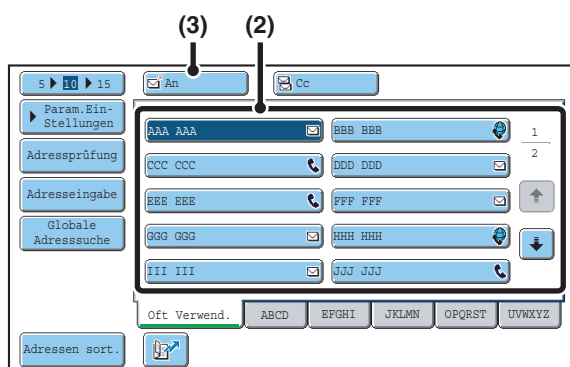 (3) (2)
5 10 15
An
Cc
Param.Ein-
Stellungen
Adressprüfung
Adresseingabe
Globale
Adresssuche
AAA AAA
BBB BBB
CCC CCC
DDD DDD
EEE EEE
FFF FFF
GGG GGG
HHH HHH
III III
JJJ JJJ
1
2
Oft Verwend. ABCD EFGHI JKLMN OPQRST UVWXYZ
Adressen sort.